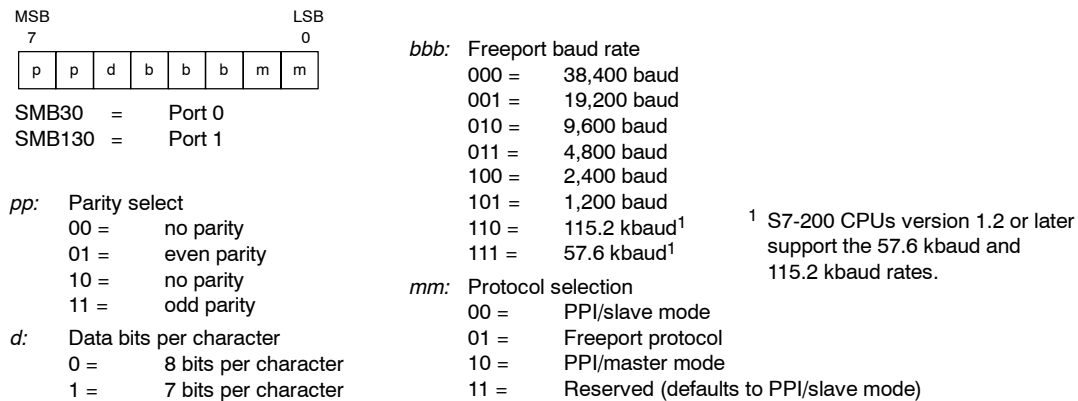 MSB LSB
7 0
p p d b b b m m
SMB30 = Port 0
SMB130 = Port 1
pp: Parity select
00 = no parity
01 = even parity
10 = no parity
11 = odd parity
d: Data bits per character
0 = 8 bits per character
1 = 7 bits per character
bbb: Freeport baud rate
000 = 38,400 baud
001 = 19,200 baud
010 = 9,600 baud
011 = 4,800 baud
100 = 2,400 baud
101 = 1,200 baud
110 = 115.2 kbaud¹
111 = 57.6 kbaud¹
mm: Protocol selection
00 = PPI/slave mode
01 = Freeport protocol
10 = PPI/master mode
11 = Reserved (defaults to PPI/slave mode)
¹ S7-200 CPUs version 1.2 or later
support the 57.6 kbaud and
115.2 kbaud rates.